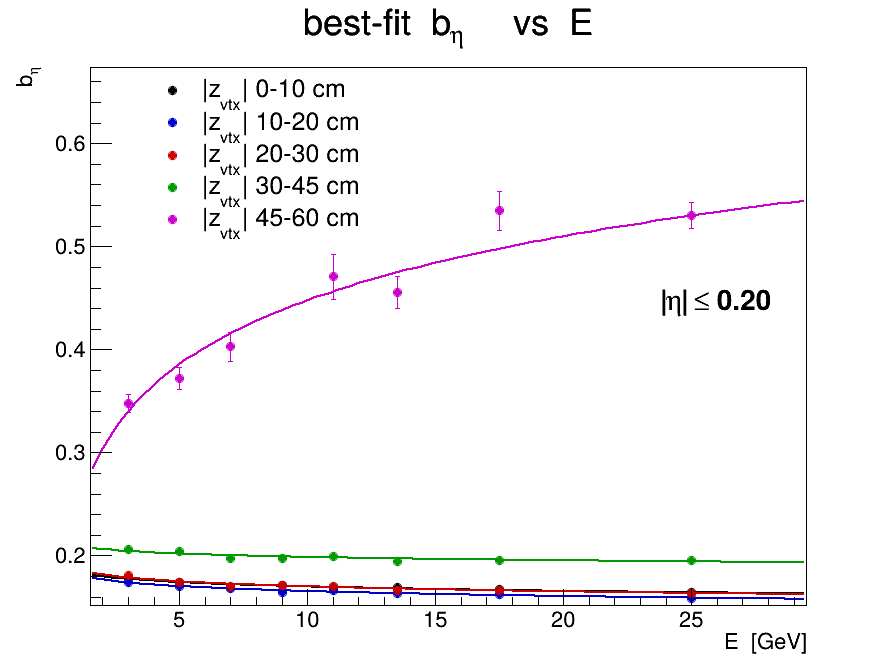 best-fit b_η vs E
b_η
|z_vtx| 0-10 cm
|z_vtx| 10-20 cm
|z_vtx| 20-30 cm
|z_vtx| 30-45 cm
|z_vtx| 45-60 cm
0.6
0.5
0.4
0.3
0.2
|η| ≤ 0.20
5 10 15 20 25
E [GeV]